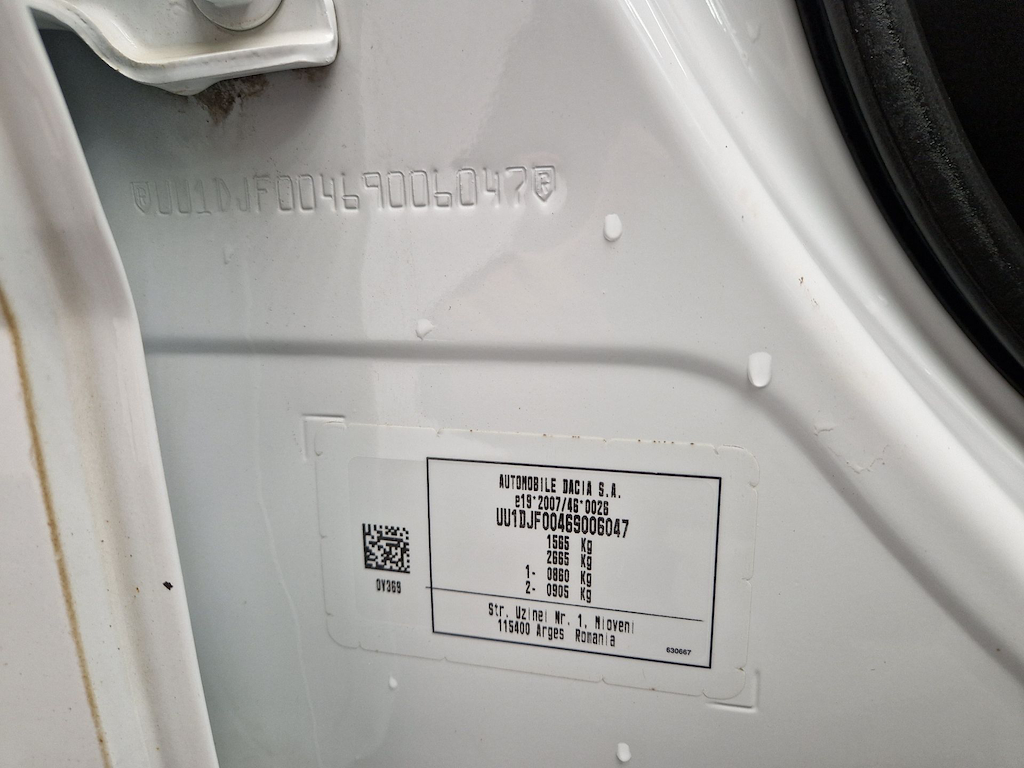 UU1DJF00469006047
AUTOMOBILE DACIA S.A.
e19*2007/46*0026
UU1DJF00469006047
1565 Kg
2665 Kg
1- 0860 Kg
2- 0905 Kg
Str. Uzinei Nr. 1, Mioveni
115400 Arges Romania
630667
DV369